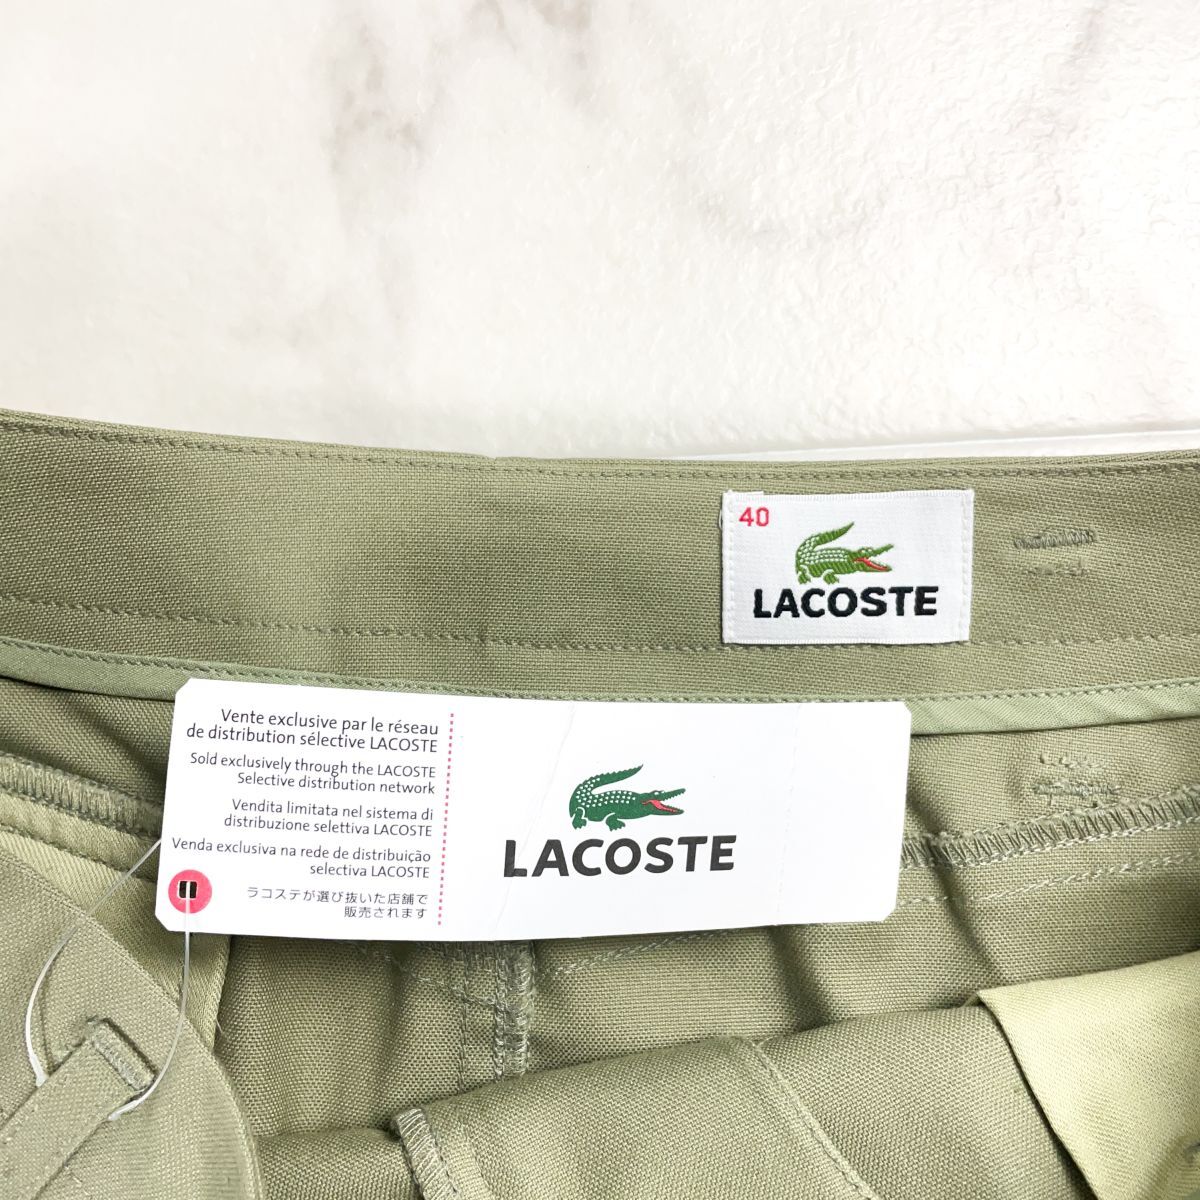 40
LACOSTE
Vente exclusive par le réseau
de distribution sélective LACOSTE
Sold exclusively through the LACOSTE
Selective distribution network
Vendita limitata nel sistema di
distribuzione selettiva LACOSTE
Venda exclusiva na rede de distribuição
selectiva LACOSTE
ラコステが選び抜いた店舗で
販売されます
LACOSTE